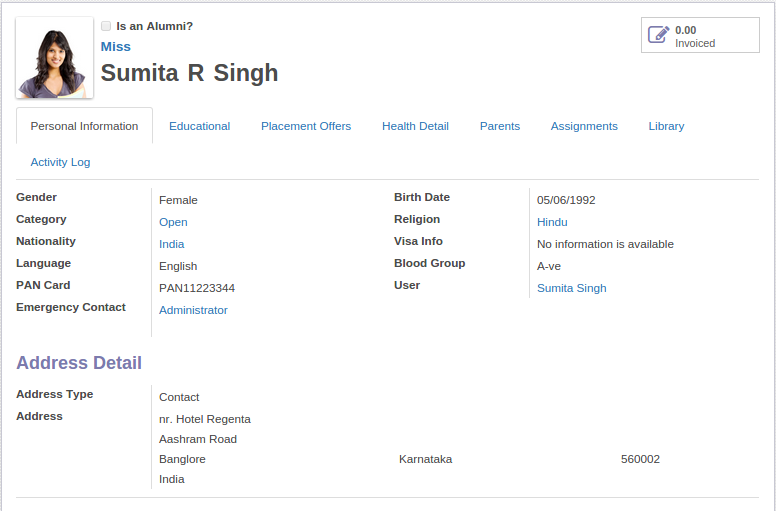 Is an Alumni?
Miss
Sumita R Singh
0.00
Invoiced
Personal Information Educational Placement Offers Health Detail Parents Assignments Library
Activity Log
Gender Female Birth Date 05/06/1992
Category Open Religion Hindu
Nationality India Visa Info No information is available
Language English Blood Group A-ve
PAN Card PAN11223344 User Sumita Singh
Emergency Contact Administrator
Address Detail
Address Type Contact
Address nr. Hotel Regenta
Aashram Road
Banglore Karnataka 560002
India